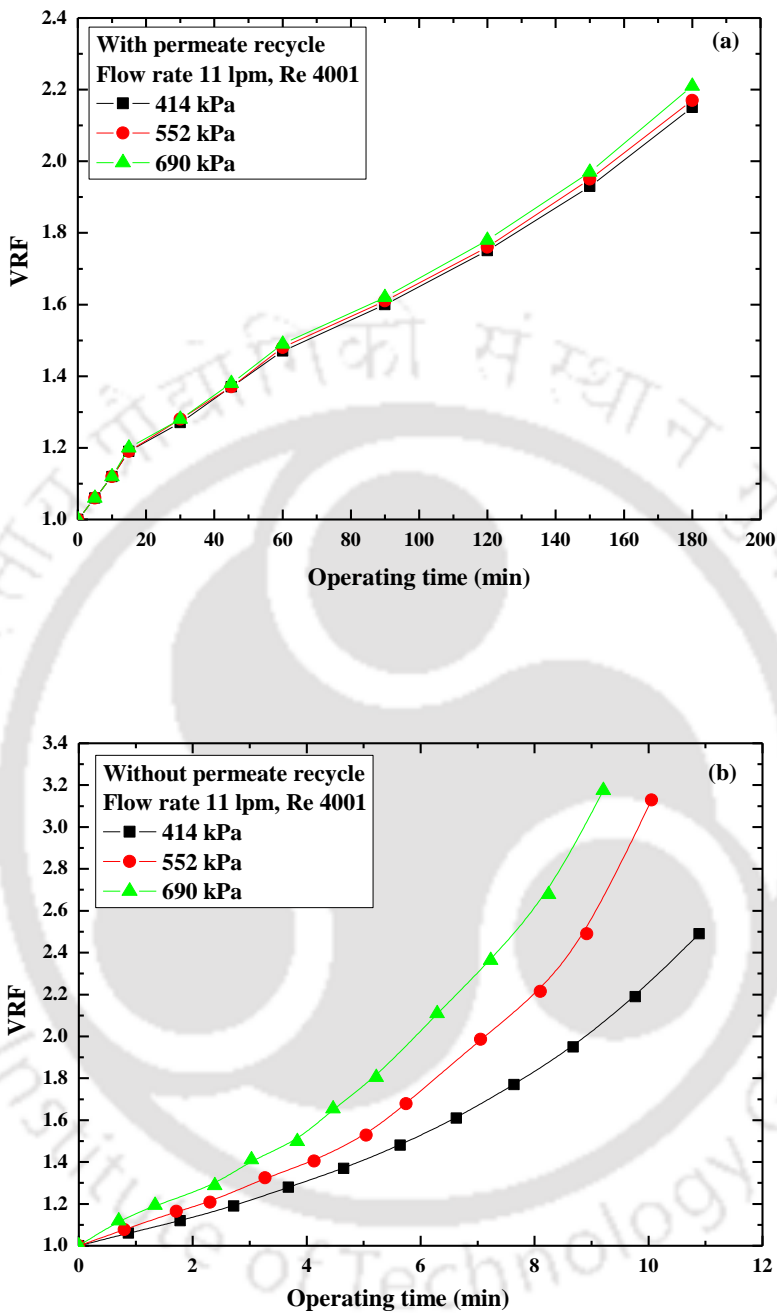 2.4
With permeate recycle
(a)
Flow rate 11 lpm, Re 4001
2.2
414 kPa
552 kPa
2.0
690 kPa
1.8
VRF
1.6
1.4
1.2
1.0
0 20 40 60 80 100 120 140 160 180 200
Operating time (min)
3.4
Without permeate recycle
(b)
3.2
Flow rate 11 lpm, Re 4001
3.0
414 kPa
552 kPa
2.8
690 kPa
2.6
2.4
2.2
VRF
2.0
1.8
1.6
1.4
1.2
1.0
0 2 4 6 8 10 12
Operating time (min)
Institute of Technology